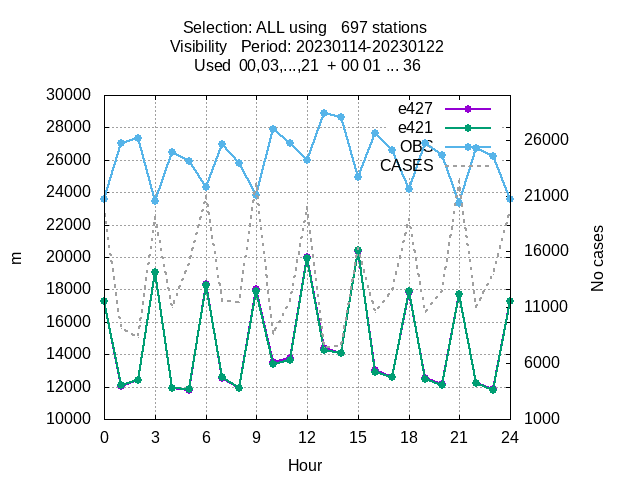 Selection: ALL using 697 stations
Visibility Period: 20230114-20230122
Used 00,03,...,21 + 00 01 ... 36
30000
28000
26000
24000
22000
20000
18000
16000
14000
12000
10000
m
e427
e421
OBS
CASES
26000
21000
16000
11000
6000
1000
No cases
0 3 6 9 12 15 18 21 24
Hour